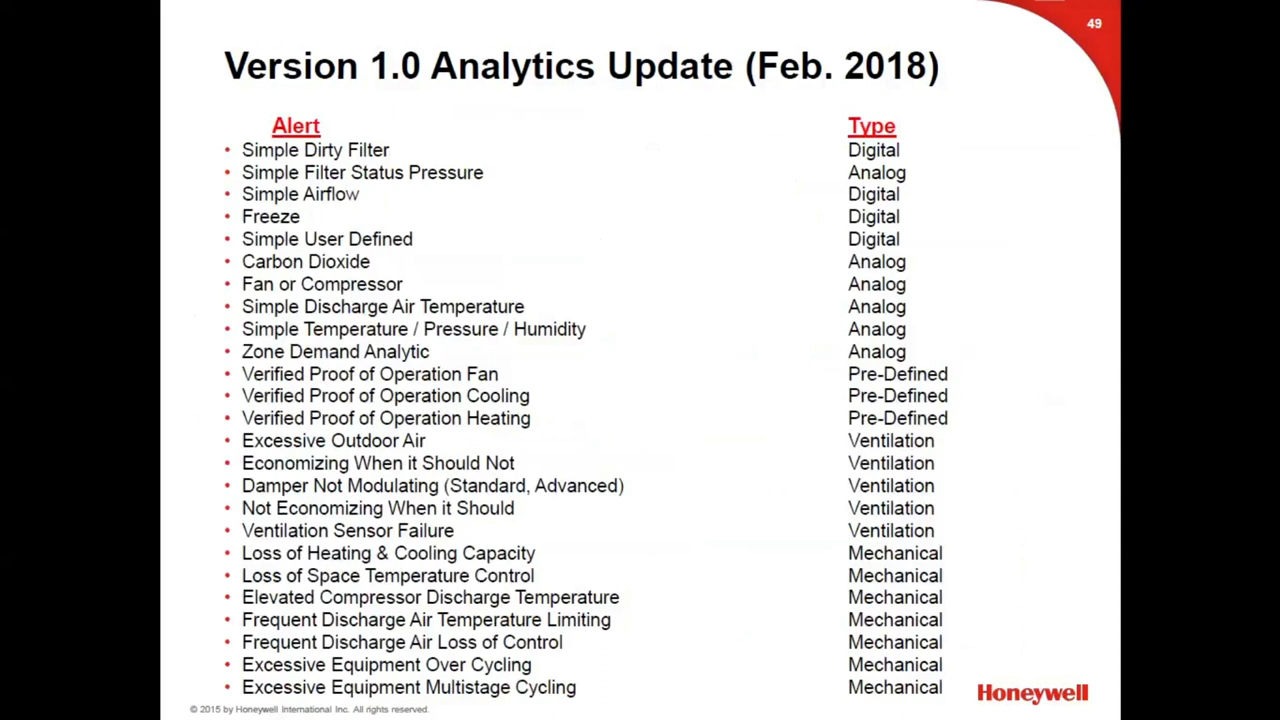 49
Version 1.0 Analytics Update (Feb. 2018)
Alert Type
• Simple Dirty Filter Digital
• Simple Filter Status Pressure Analog
• Simple Airflow Digital
• Freeze Digital
• Simple User Defined Digital
• Carbon Dioxide Analog
• Fan or Compressor Analog
• Simple Discharge Air Temperature Analog
• Simple Temperature / Pressure / Humidity Analog
• Zone Demand Analytic Analog
• Verified Proof of Operation Fan Pre-Defined
• Verified Proof of Operation Cooling Pre-Defined
• Verified Proof of Operation Heating Pre-Defined
• Excessive Outdoor Air Ventilation
• Economizing When it Should Not Ventilation
• Damper Not Modulating (Standard, Advanced) Ventilation
• Not Economizing When it Should Ventilation
• Ventilation Sensor Failure Ventilation
• Loss of Heating & Cooling Capacity Mechanical
• Loss of Space Temperature Control Mechanical
• Elevated Compressor Discharge Temperature Mechanical
• Frequent Discharge Air Temperature Limiting Mechanical
• Frequent Discharge Air Loss of Control Mechanical
• Excessive Equipment Over Cycling Mechanical
• Excessive Equipment Multistage Cycling Mechanical
Honeywell
© 2015 by Honeywell International Inc. All rights reserved.